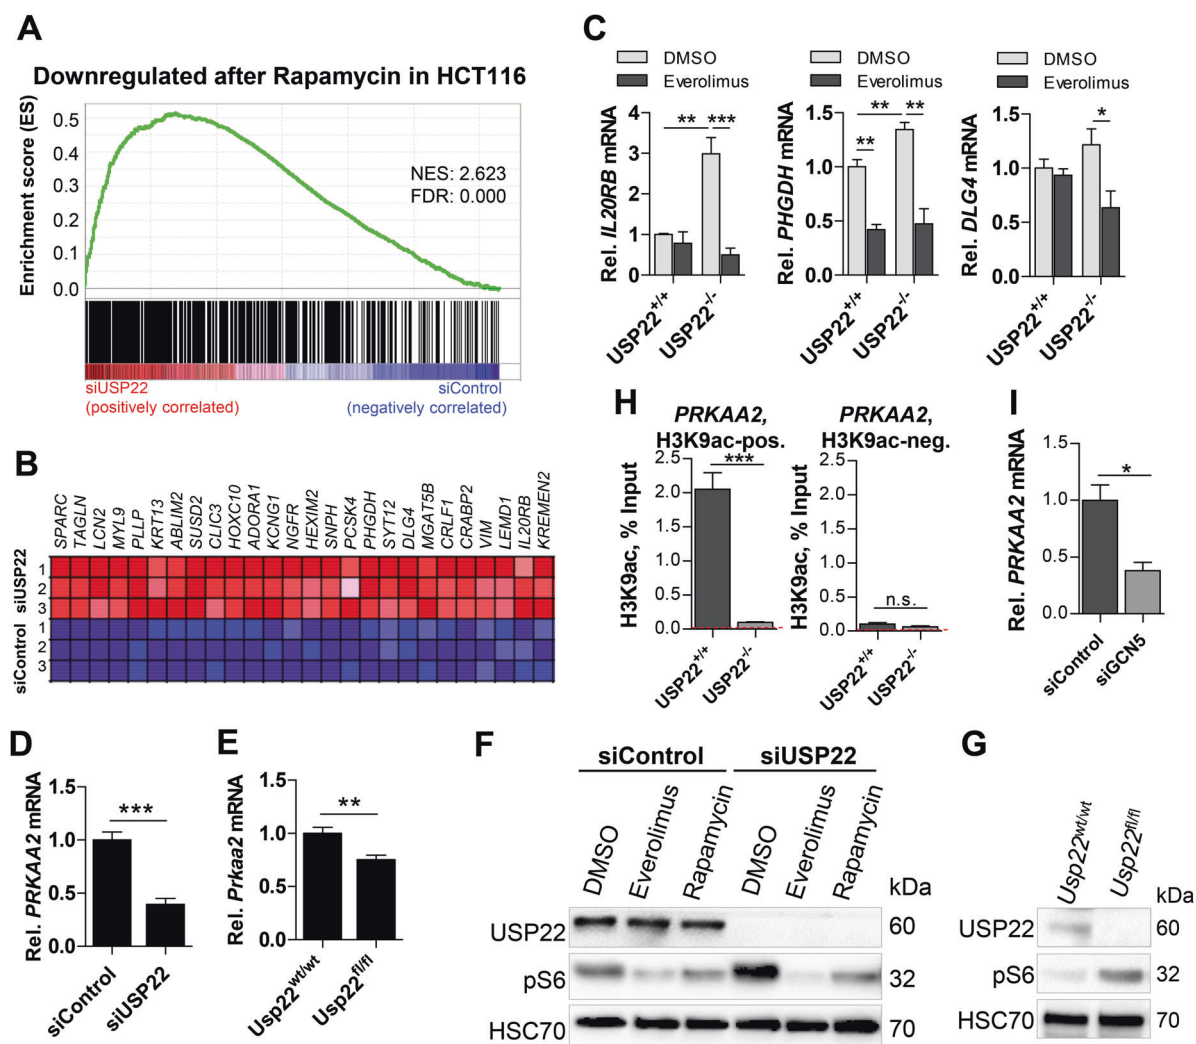 A
Downregulated after Rapamycin in HCT116
Enrichment score (ES)
0.5
0.4
0.3
0.2
0.1
0.0
NES: 2.623
FDR: 0.000
siUSP22
(positively correlated)
siControl
(negatively correlated)
B
SPARC
TAGLN
LCN2
MYL9
PLLP
KRT13
ABLIM2
SUSD2
CLIC3
HOXC10
ADORA1
KCNG1
NGFR
HEXIM2
SNPH
PCSK4
PHGDH
SYT12
DLG4
MGAT5B
CRLF1
CRABP2
VIM
LEMD1
IL20RB
KREMEN2
siUSP22
1
2
3
siControl
1
2
3
C
DMSO
Everolimus
Rel. IL20RB mRNA
4
3
2
1
0
** ***
USP22+/+
USP22-/-
DMSO
Everolimus
Rel. PHGDH mRNA
1.5
1.0
0.5
0.0
** **
**
USP22+/+
USP22-/-
DMSO
Everolimus
Rel. DLG4 mRNA
1.5
1.0
0.5
0.0
*
USP22+/+
USP22-/-
H
PRKAA2,
H3K9ac-pos.
H3K9ac, % Input
2.5
2.0
1.5
1.0
0.5
0.0
***
USP22+/+
USP22-/-
PRKAA2,
H3K9ac-neg.
H3K9ac, % Input
2.5
2.0
1.5
1.0
0.5
0.0
n.s.
USP22+/+
USP22-/-
I
Rel. PRKAA2 mRNA
1.5
1.0
0.5
0.0
*
siControl
siGCN5
D
Rel. PRKAA2 mRNA
1.5
1.0
0.5
0.0
***
siControl
siUSP22
E
Rel. Prkaa2 mRNA
1.5
1.0
0.5
0.0
**
Usp22wt/wt
Usp22fl/fl
F
siControl siUSP22
DMSO
Everolimus
Rapamycin
DMSO
Everolimus
Rapamycin
kDa
USP22 60
pS6 32
HSC70 70
G
Usp22wt/wt
Usp22fl/fl
kDa
USP22 60
pS6 32
HSC70 70